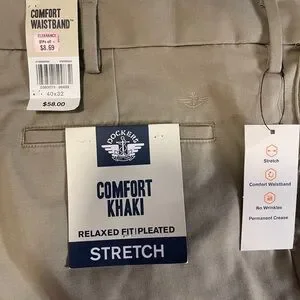 COMFORT
WAISTBAND™
CLEARANCE
$8.69
40x32
$58.00
DOCKERS
COMFORT
KHAKI
RELAXED FIT|PLEATED
STRETCH
Stretch
Comfort Waistband
No Wrinkles
Permanent Crease